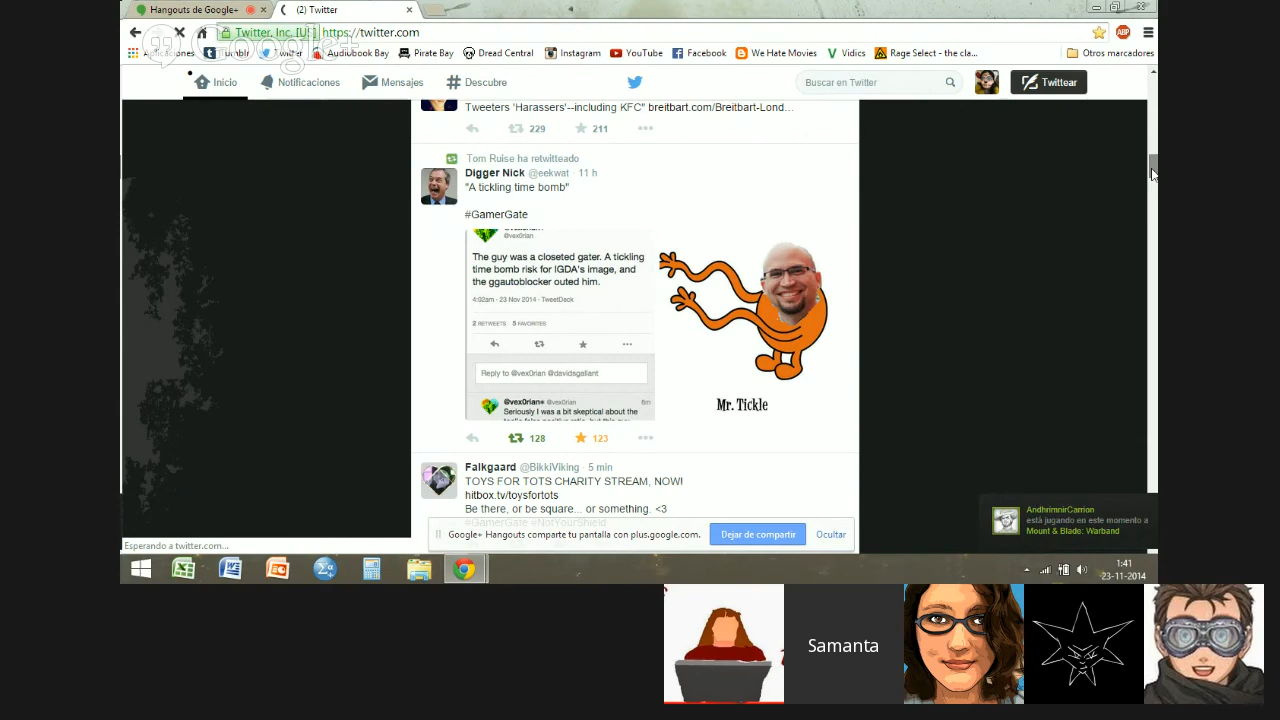 Hangouts de Google+
(2) Twitter
Twitter, Inc. [US] https://twitter.com
Google+
Aplicaciones Tumblr Twitter Audiobook Bay Pirate Bay Dread Central Instagram YouTube Facebook We Hate Movies Vidics Rage Select - the cla... Otros marcadores
ABP
Inicio Notificaciones Mensajes Descubre Buscar en Twitter Twittear
Tweeters 'Harassers'--including KFC" breitbart.com/Breitbart-Lond...
229 211
Tom Ruise ha retwitteado
Digger Nick @eekwat · 11 h
"A tickling time bomb"
#GamerGate
@vex0rian
The guy was a closeted gater. A tickling
time bomb risk for IGDA's image, and
the ggautoblocker outed him.
4:02am - 23 Nov 2014 · TweetDeck
2 RETWEETS 5 FAVORITES
Reply to @vex0rian @davidsgallant
@vex0rian 6m
Seriously I was a bit skeptical about the
Mr. Tickle
128 123
Falkgaard @BikkiViking · 5 min
TOYS FOR TOTS CHARITY STREAM, NOW!
hitbox.tv/toysfortots
Be there, or be square... or something. <3
#GamerGate #NotYourShield
Google+ Hangouts comparte tu pantalla con plus.google.com. Dejar de compartir Ocultar
AndhrimnirCarrion
está jugando en este momento a
Mount & Blade: Warband
Esperando a twitter.com...
1:41
23-11-2014
Samanta